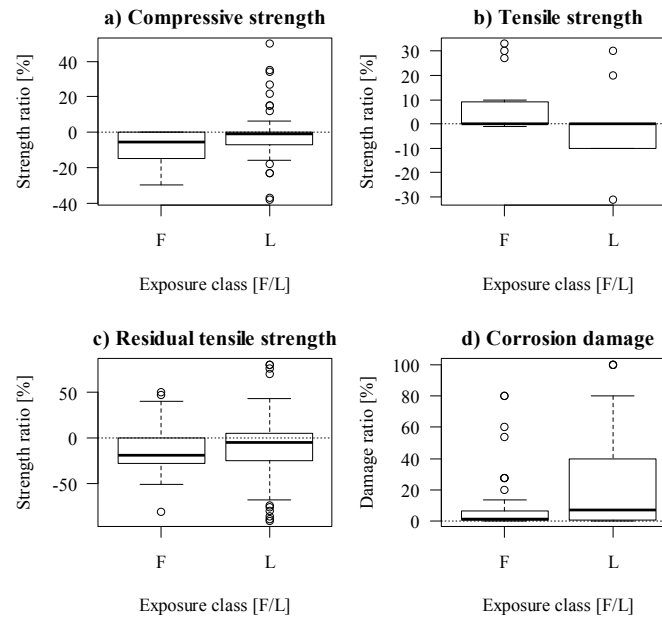 a) Compressive strength
Strength ratio [%]
40
20
0
-20
-40
F L
Exposure class [F/L]
b) Tensile strength
Strength ratio [%]
30
20
10
0
-10
-20
-30
F L
Exposure class [F/L]
c) Residual tensile strength
Strength ratio [%]
50
0
-50
F L
Exposure class [F/L]
d) Corrosion damage
Damage ratio [%]
100
80
60
40
20
0
F L
Exposure class [F/L]